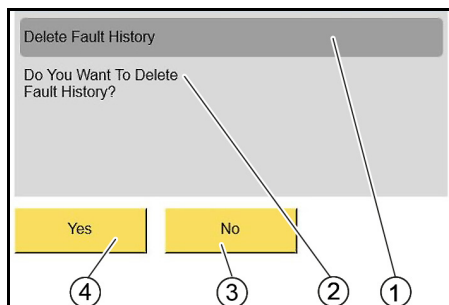 Delete Fault History
Do You Want To Delete
Fault History?
Yes
No
4
3
2
1